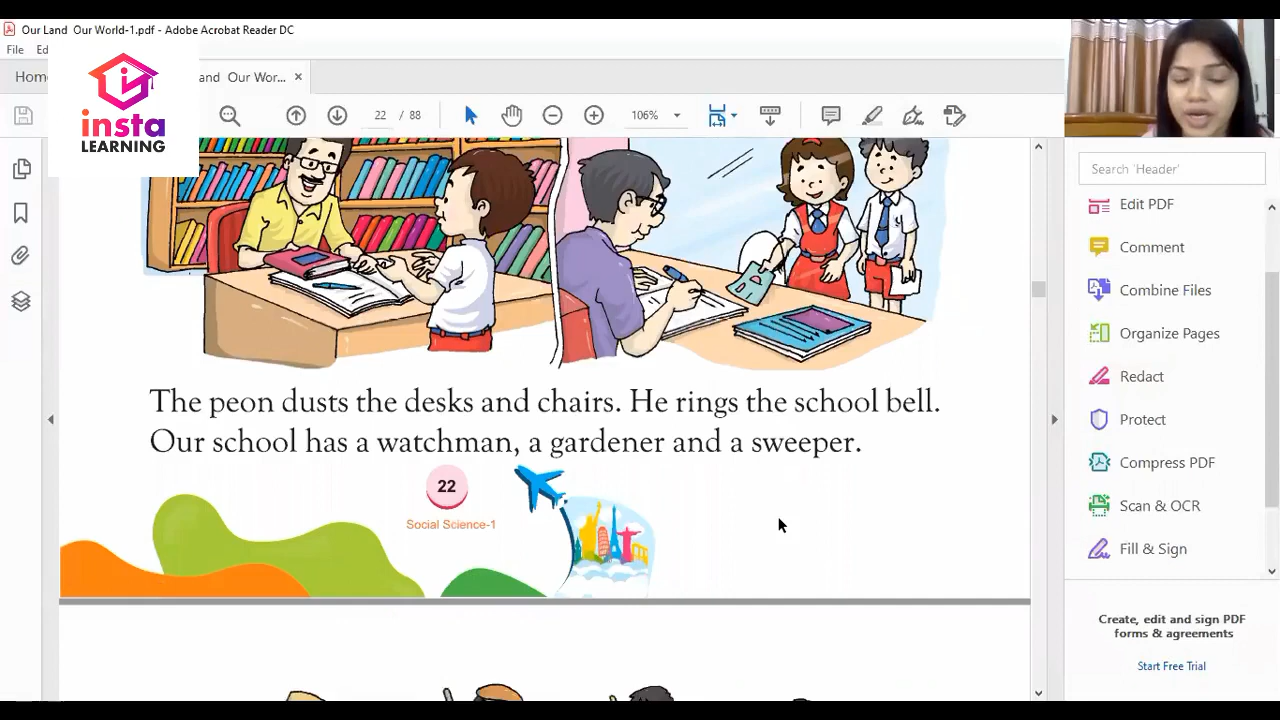 Our Land Our World-1.pdf - Adobe Acrobat Reader DC
File Ed
Hom
land Our Wor... ×
insta
LEARNING
22 / 88
106%
Search 'Header'
Edit PDF
Comment
Combine Files
Organize Pages
Redact
Protect
Compress PDF
Scan & OCR
Fill & Sign
Create, edit and sign PDF
forms & agreements
Start Free Trial
The peon dusts the desks and chairs. He rings the school bell.
Our school has a watchman, a gardener and a sweeper.
22
Social Science-1